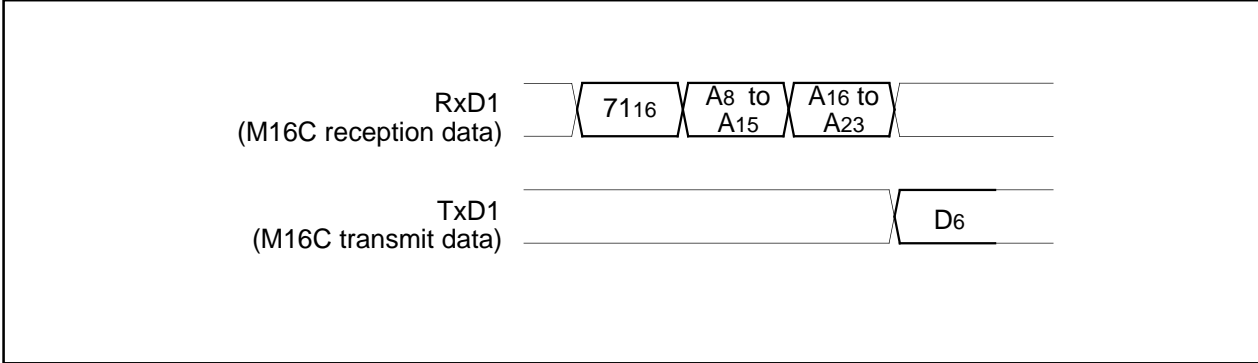 RxD1
(M16C reception data)
7116
A8 to
A15
A16 to
A23
TxD1
(M16C transmit data)
D6